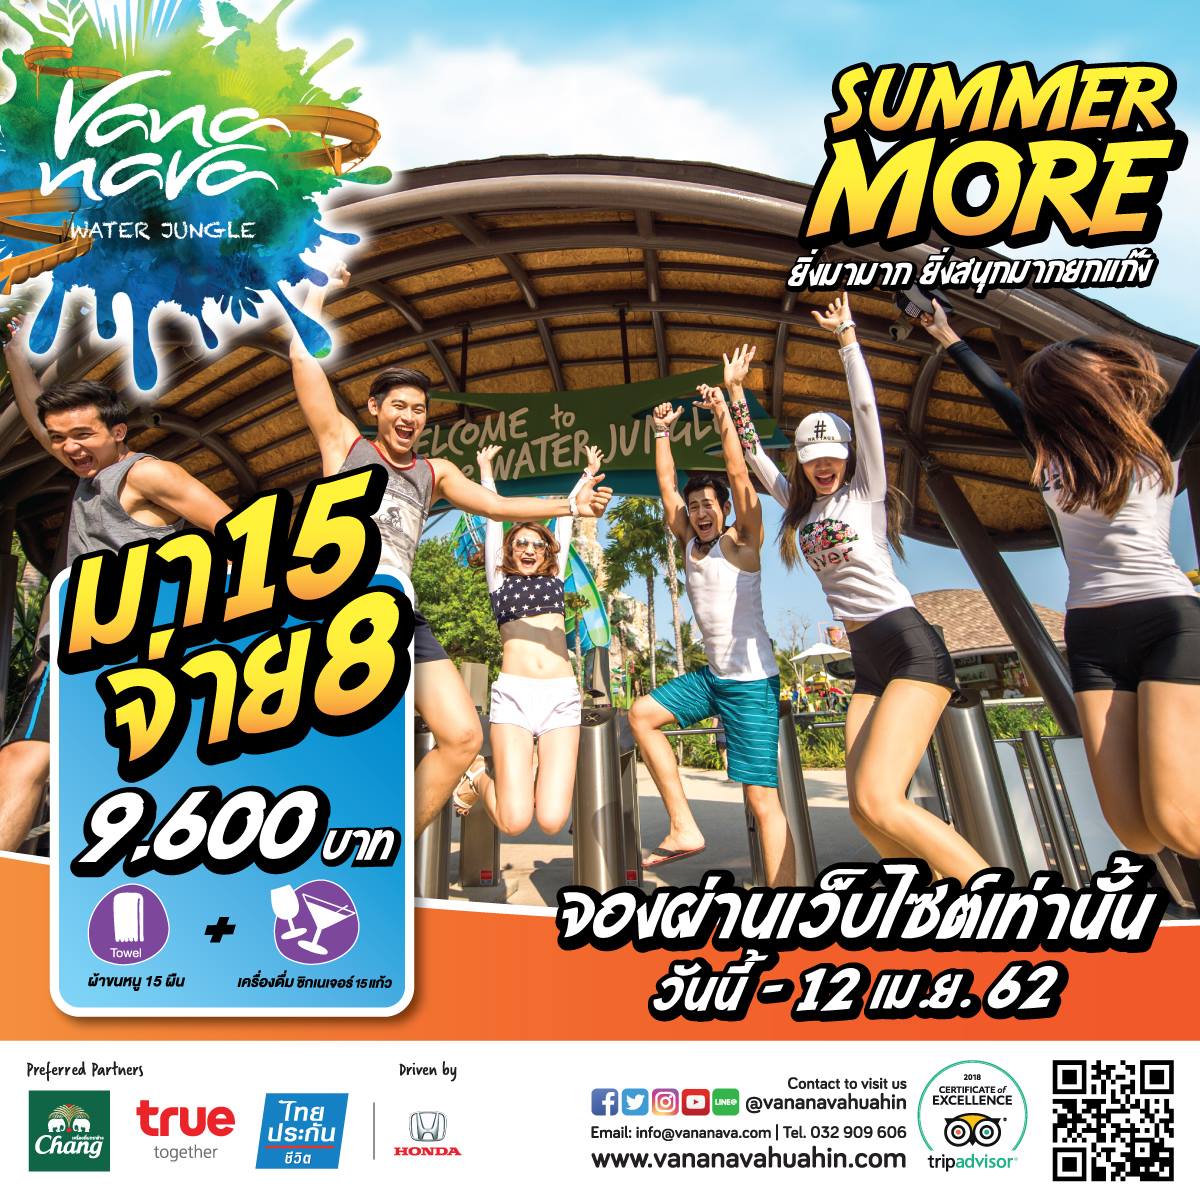 Vana
nava
WATER JUNGLE
SUMMER
MORE
ยิ่งมามาก ยิ่งสนุกมากยกแก๊ง
WELCOME to
WATER JUNGLE
#
มา 15
จ่าย 8
9,600 บาท
Towel
+
ผ้าขนหนู 15 ผืน
เครื่องดื่ม ซิกเนเจอร์ 15 แก้ว
จองผ่านเว็บไซต์เท่านั้น
วันนี้ - 12 เม.ย. 62
Preferred Partners
Driven by
Chang
true
together
ไทย
ประกัน
ชีวิต
HONDA
Contact to visit us
LINE@ @vananavahuahin
Email: info@vananava.com | Tel. 032 909 606
www.vananavahuahin.com
2018
CERTIFICATE of
EXCELLENCE
tripadvisor